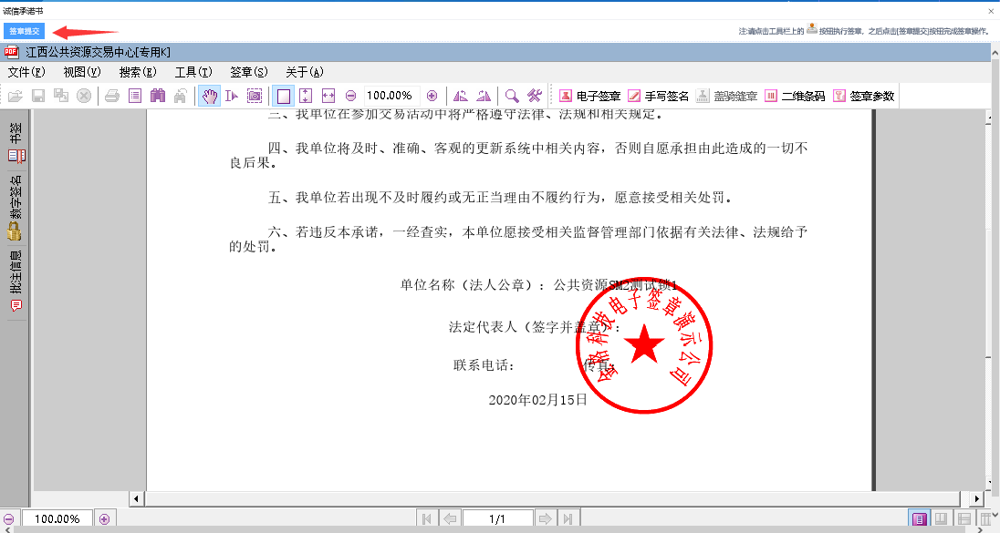 诚信承诺书
签章提交
注:请点击工具栏上的 按钮执行签章，之后点击[签章提交]按钮完成签章操作。
江西公共资源交易中心[专用K]
文件(F) 视图(V) 搜索(E) 工具(T) 签章(S) 关于(A)
100.00% 电子签章 手写签名 盖骑缝章 二维条码 签章参数
书签
数字签名
批注信息
三、我单位在参加交易活动中将严格遵守法律、法规和相关规定。
四、我单位将及时、准确、客观的更新系统中相关内容，否则自愿承担由此造成的一切不
良后果。
五、我单位若出现不及时履约或无正当理由不履约行为，愿意接受相关处罚。
六、若违反本承诺，一经查实，本单位愿接受相关监督管理部门依据有关法律、法规给予
的处罚。
单位名称（法人公章）：公共资源SM2测试锁1
法定代表人（签字并盖章）：
联系电话： 传真：
2020年02月15日
金格科技电子签章演示公司
100.00% 1/1